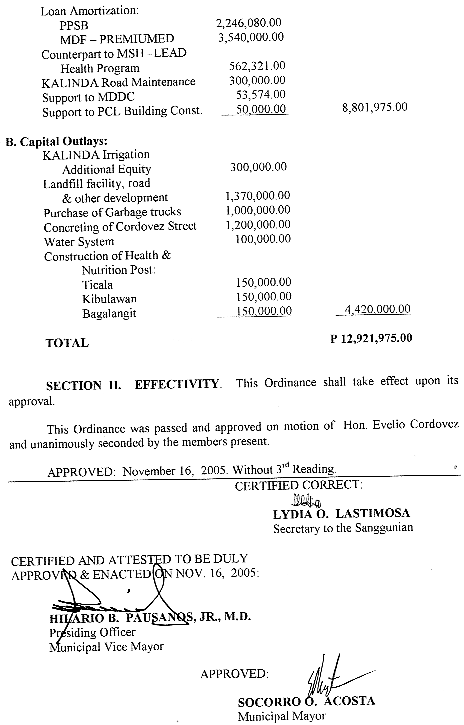 Loan Amortization:
PPSB 2,246,080.00
MDF – PREMIUMED 3,540,000.00
Counterpart to MSH -LEAD
Health Program 562,321.00
KALINDA Road Maintenance 300,000.00
Support to MDDC 53,574.00
Support to PCL Building Const. 50,000.00 8,801,975.00
B. Capital Outlays:
KALINDA Irrigation
Additional Equity 300,000.00
Landfill facility, road
& other development 1,370,000.00
Purchase of Garbage trucks 1,000,000.00
Concreting of Cordovez Street 1,200,000.00
Water System 100,000.00
Construction of Health &
Nutrition Post:
Ticala 150,000.00
Kibulawan 150,000.00
Bagalangit 150,000.00 4,420,000.00
TOTAL P 12,921,975.00
SECTION II. EFFECTIVITY. This Ordinance shall take effect upon its
approval.
This Ordinance was passed and approved on motion of Hon. Evelio Cordovez
and unanimously seconded by the members present.
APPROVED: November 16, 2005. Without 3rd Reading.
CERTIFIED CORRECT:
LYDIA O. LASTIMOSA
Secretary to the Sanggunian
CERTIFIED AND ATTESTED TO BE DULY
APPROVED & ENACTED ON NOV. 16, 2005:
HILARIO B. PAUSANOS, JR., M.D.
Presiding Officer
Municipal Vice Mayor
APPROVED:
SOCORRO O. ACOSTA
Municipal Mayor